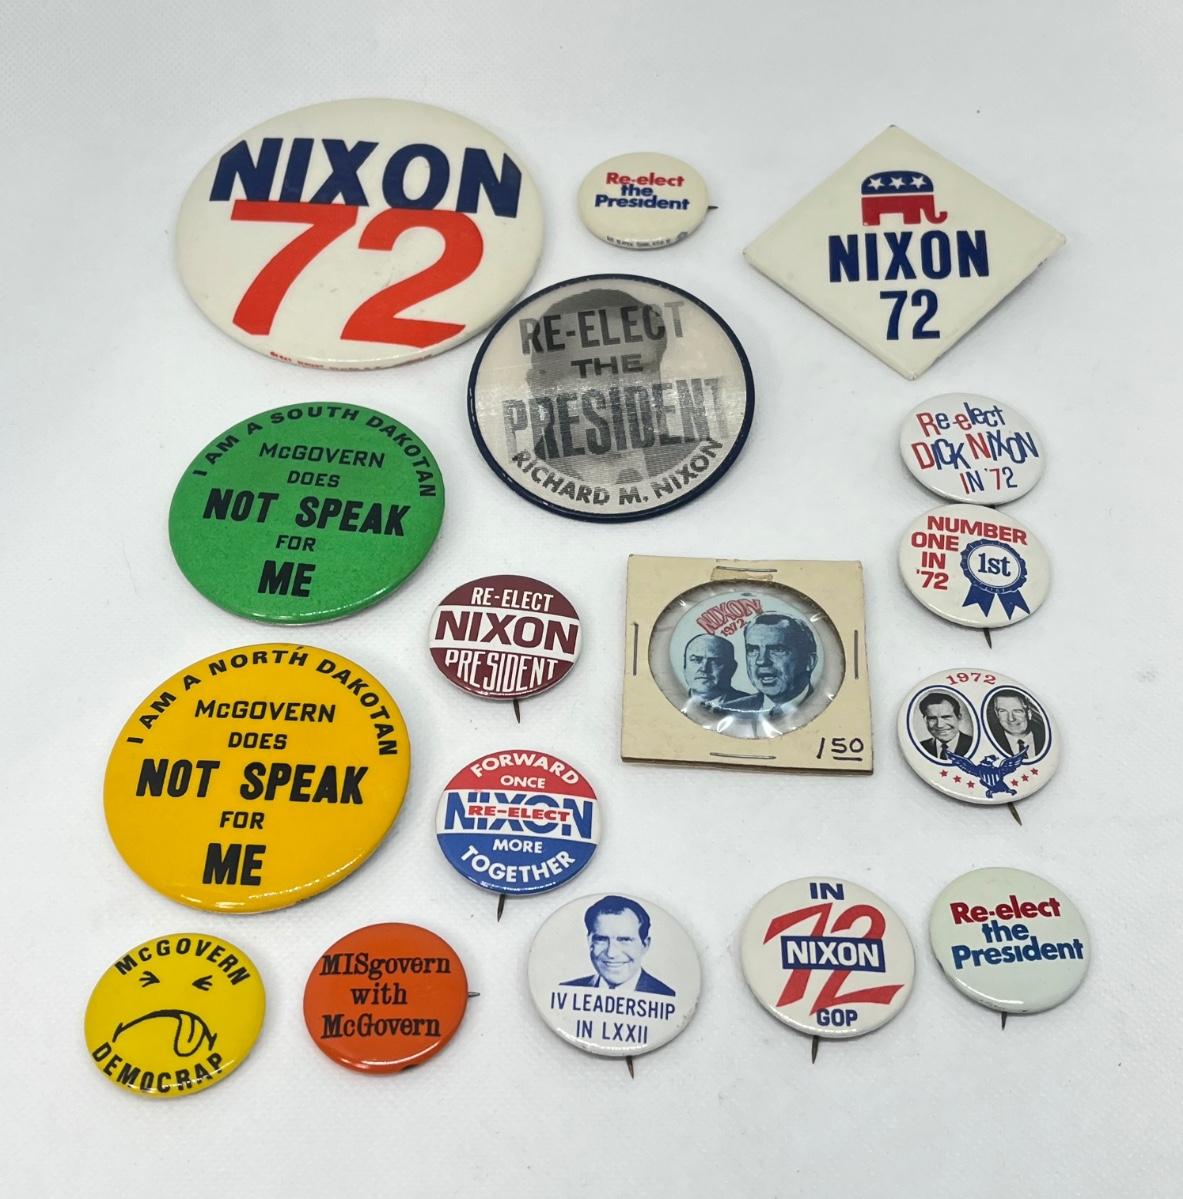 NIXON
72
Re-elect
the
President
NIXON
72
RE-ELECT
THE
PRESIDENT
RICHARD M. NIXON
I AM A SOUTH DAKOTAN
McGOVERN
DOES
NOT SPEAK
FOR
ME
Re-elect
DICK NIXON
IN '72
NUMBER
ONE
IN
'72
1st
RE-ELECT
NIXON
PRESIDENT
NIXON
1972
1 50
I AM A NORTH DAKOTAN
McGOVERN
DOES
NOT SPEAK
FOR
ME
1972
FORWARD
ONCE
NIXON
RE-ELECT
MORE
TOGETHER
McGOVERN
DEMOCRAP
MISgovern
with
McGovern
IV LEADERSHIP
IN LXXII
IN
72
NIXON
GOP
Re-elect
the
President